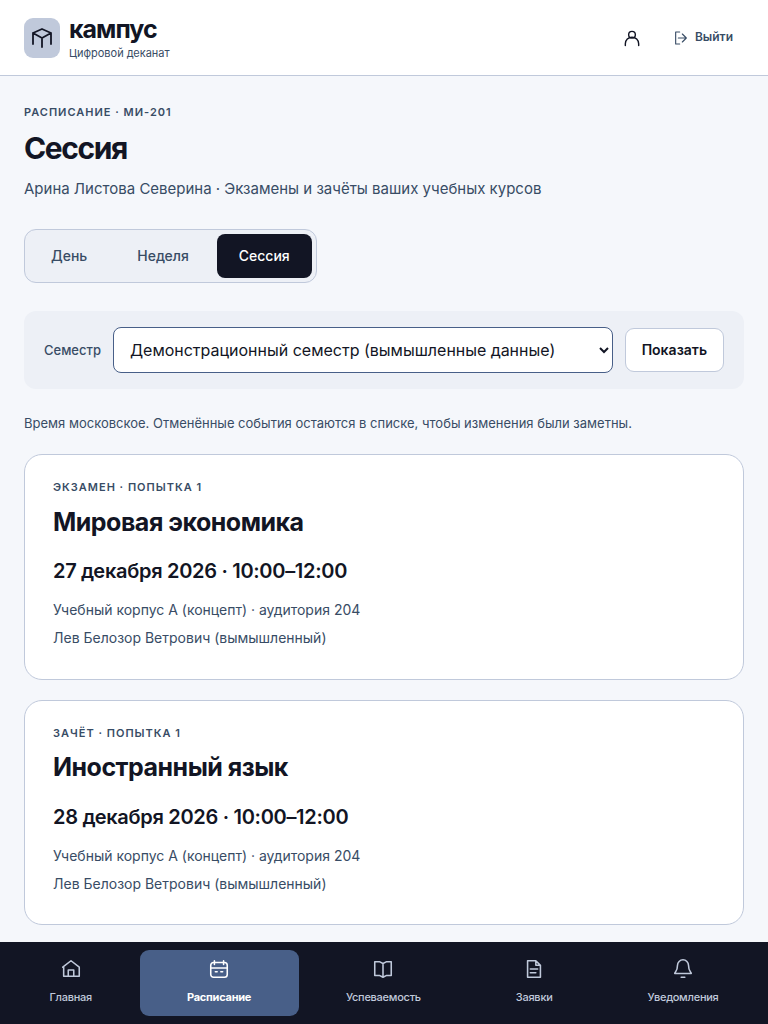 кампус
Цифровой деканат
Выйти
РАСПИСАНИЕ · МИ-201
Сессия
Арина Листова Северина · Экзамены и зачёты ваших учебных курсов
День
Неделя
Сессия
Семестр
Демонстрационный семестр (вымышленные данные)
Показать
Время московское. Отменённые события остаются в списке, чтобы изменения были заметны.
ЭКЗАМЕН · ПОПЫТКА 1
Мировая экономика
27 декабря 2026 · 10:00–12:00
Учебный корпус А (концепт) · аудитория 204
Лев Белозор Ветрович (вымышленный)
ЗАЧЁТ · ПОПЫТКА 1
Иностранный язык
28 декабря 2026 · 10:00–12:00
Учебный корпус А (концепт) · аудитория 204
Лев Белозор Ветрович (вымышленный)
Главная
Расписание
Успеваемость
Заявки
Уведомления